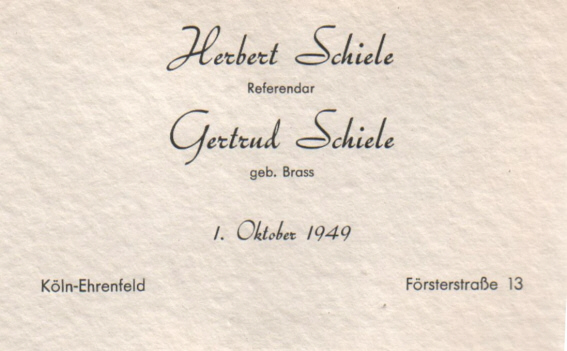 Herbert Schiele
Referendar
Gertrud Schiele
geb. Brass
1. Oktober 1949
Köln-Ehrenfeld Försterstraße 13